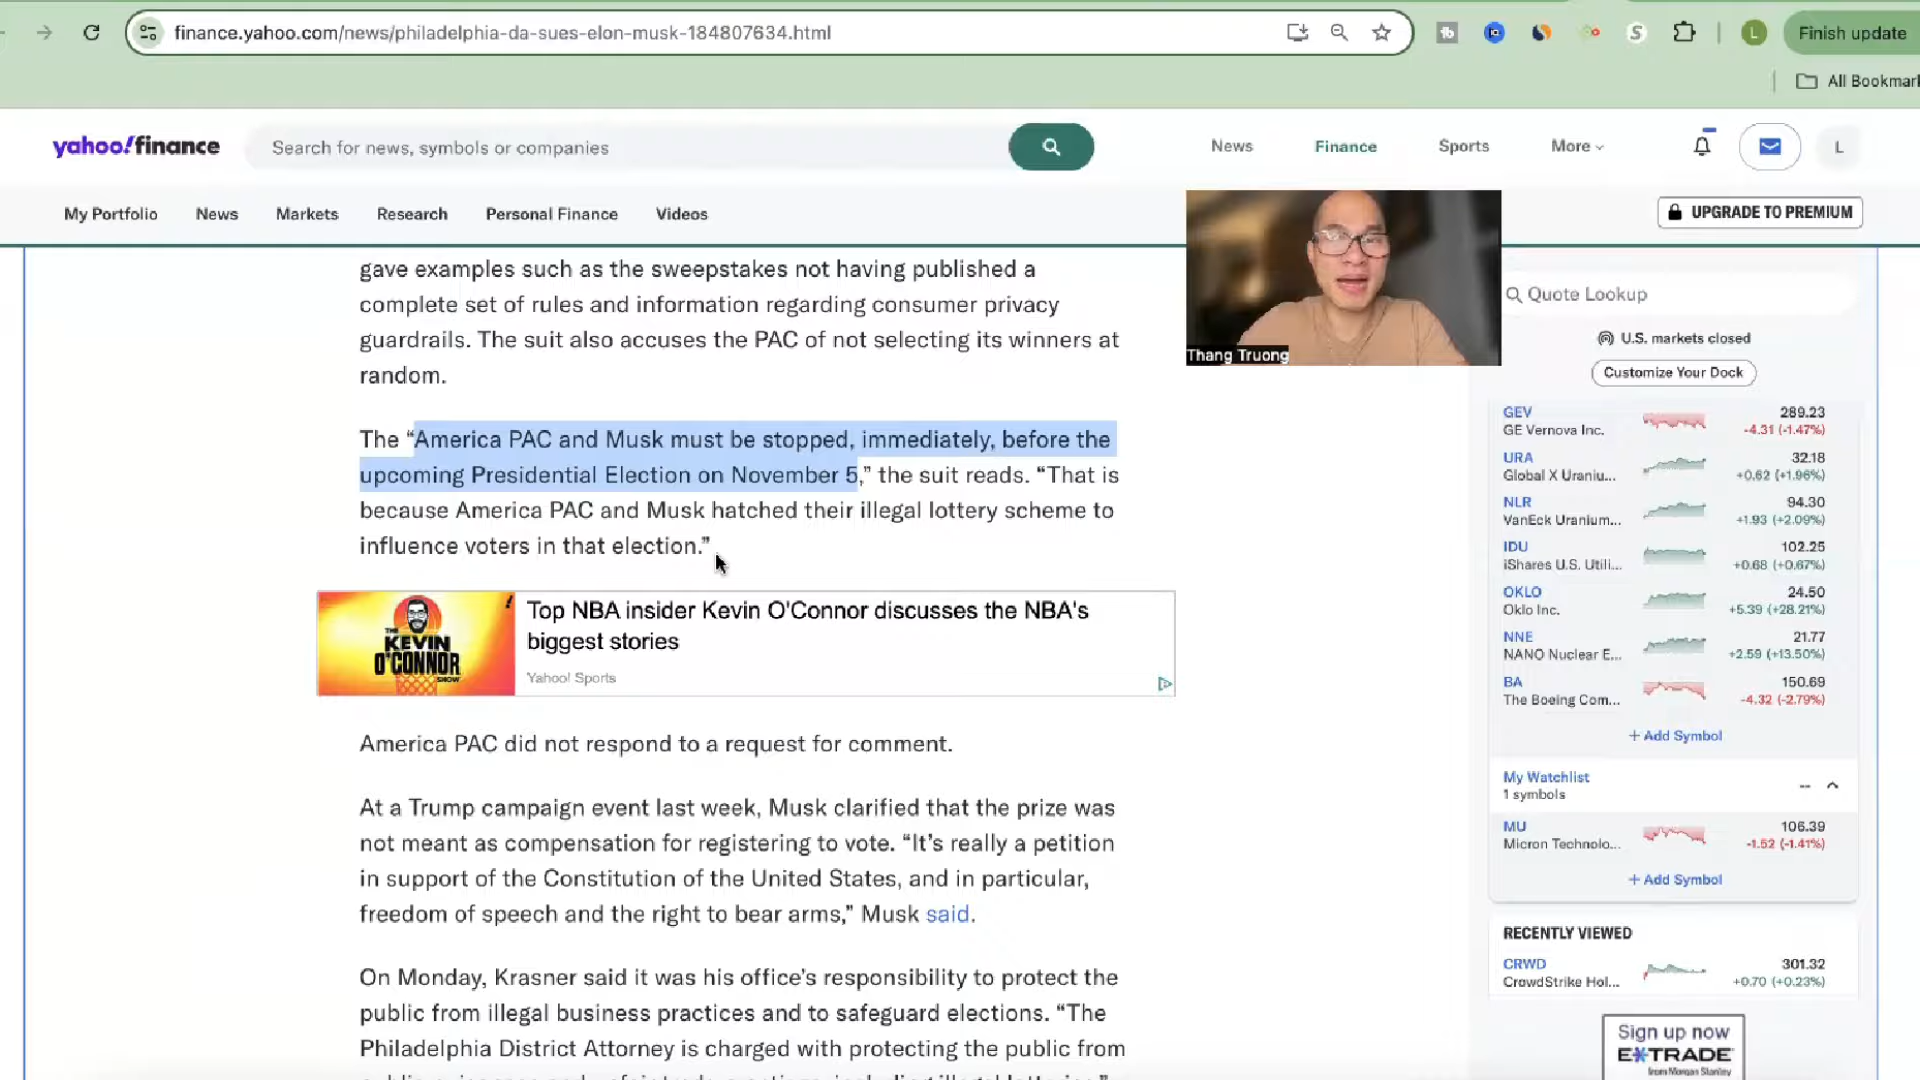 finance.yahoo.com/news/philadelphia-da-sues-elon-musk-184807634.html
L
Finish update
All Bookmark
yahoo!finance
Search for news, symbols or companies
News
Finance
Sports
More
L
My Portfolio
News
Markets
Research
Personal Finance
Videos
UPGRADE TO PREMIUM
gave examples such as the sweepstakes not having published a
complete set of rules and information regarding consumer privacy
guardrails. The suit also accuses the PAC of not selecting its winners at
random.
The “America PAC and Musk must be stopped, immediately, before the
upcoming Presidential Election on November 5,” the suit reads. “That is
because America PAC and Musk hatched their illegal lottery scheme to
influence voters in that election.”
THE
KEVIN
O'CONNOR
SHOW
Top NBA insider Kevin O'Connor discusses the NBA's
biggest stories
Yahoo! Sports
America PAC did not respond to a request for comment.
At a Trump campaign event last week, Musk clarified that the prize was
not meant as compensation for registering to vote. “It’s really a petition
in support of the Constitution of the United States, and in particular,
freedom of speech and the right to bear arms,” Musk said.
On Monday, Krasner said it was his office’s responsibility to protect the
public from illegal business practices and to safeguard elections. “The
Philadelphia District Attorney is charged with protecting the public from
Thang Truong
Quote Lookup
U.S. markets closed
Customize Your Dock
GEV 289.23
GE Vernova Inc. -4.31 (-1.47%)
URA 32.18
Global X Uraniu... +0.62 (+1.96%)
NLR 94.30
VanEck Uranium... +1.93 (+2.09%)
IDU 102.25
iShares U.S. Utili... +0.68 (+0.67%)
OKLO 24.50
Oklo Inc. +5.39 (+28.21%)
NNE 21.77
NANO Nuclear E... +2.59 (+13.50%)
BA 150.69
The Boeing Com... -4.32 (-2.79%)
+ Add Symbol
My Watchlist --
1 symbols
MU 106.39
Micron Technolo... -1.52 (-1.41%)
+ Add Symbol
RECENTLY VIEWED
CRWD 301.32
CrowdStrike Hol... +0.70 (+0.23%)
Sign up now
E*TRADE
from Morgan Stanley